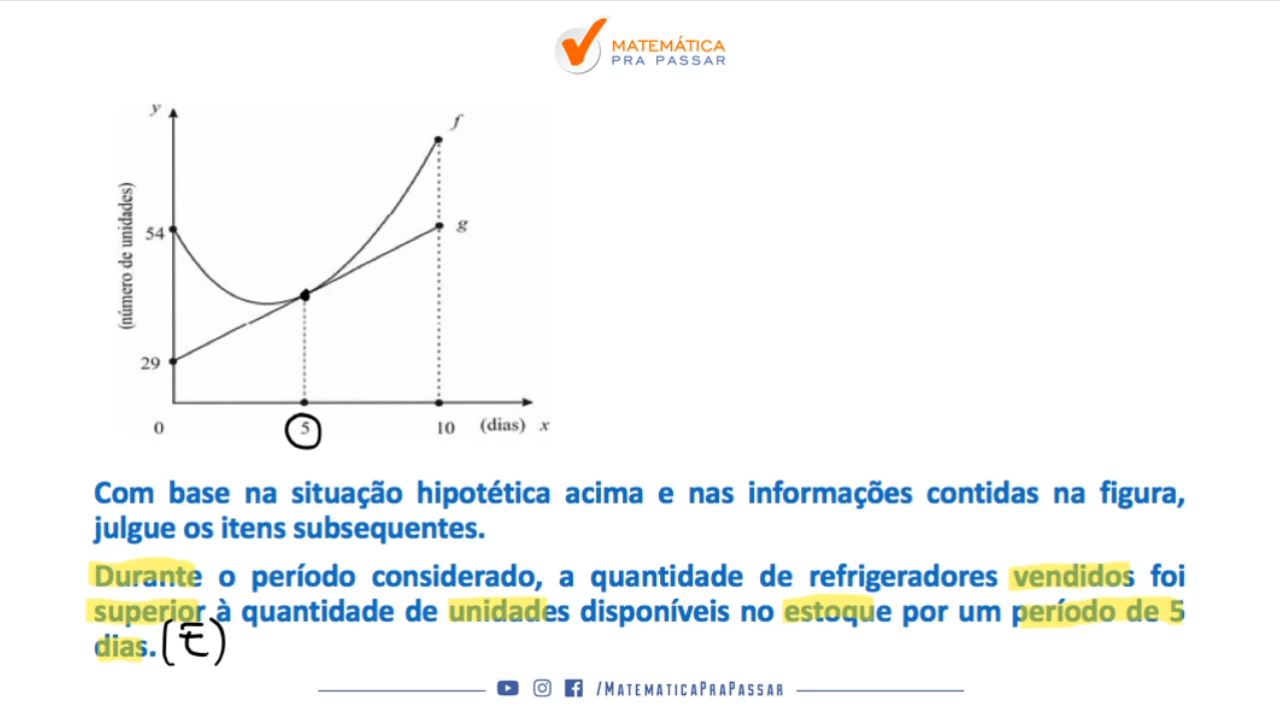 MATEMÁTICA
PRA PASSAR
y
f
(número de unidades)
54
g
29
0
5
10
(dias) x
Com base na situação hipotética acima e nas informações contidas na figura,
julgue os itens subsequentes.
Durante o período considerado, a quantidade de refrigeradores vendidos foi
superior à quantidade de unidades disponíveis no estoque por um período de 5
dias. (E)
/MATEMATICAPRAPASSAR